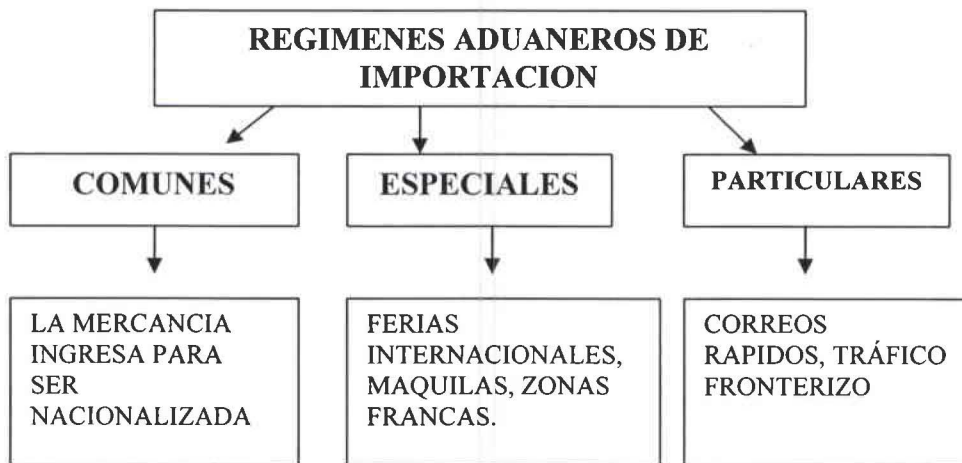 REGIMENES ADUANEROS DE
IMPORTACION
COMUNES
ESPECIALES
PARTICULARES
LA MERCANCIA
INGRESA PARA
SER
NACIONALIZADA
FERIAS
INTERNACIONALES,
MAQUILAS, ZONAS
FRANCAS.
CORREOS
RAPIDOS, TRÁFICO
FRONTERIZO